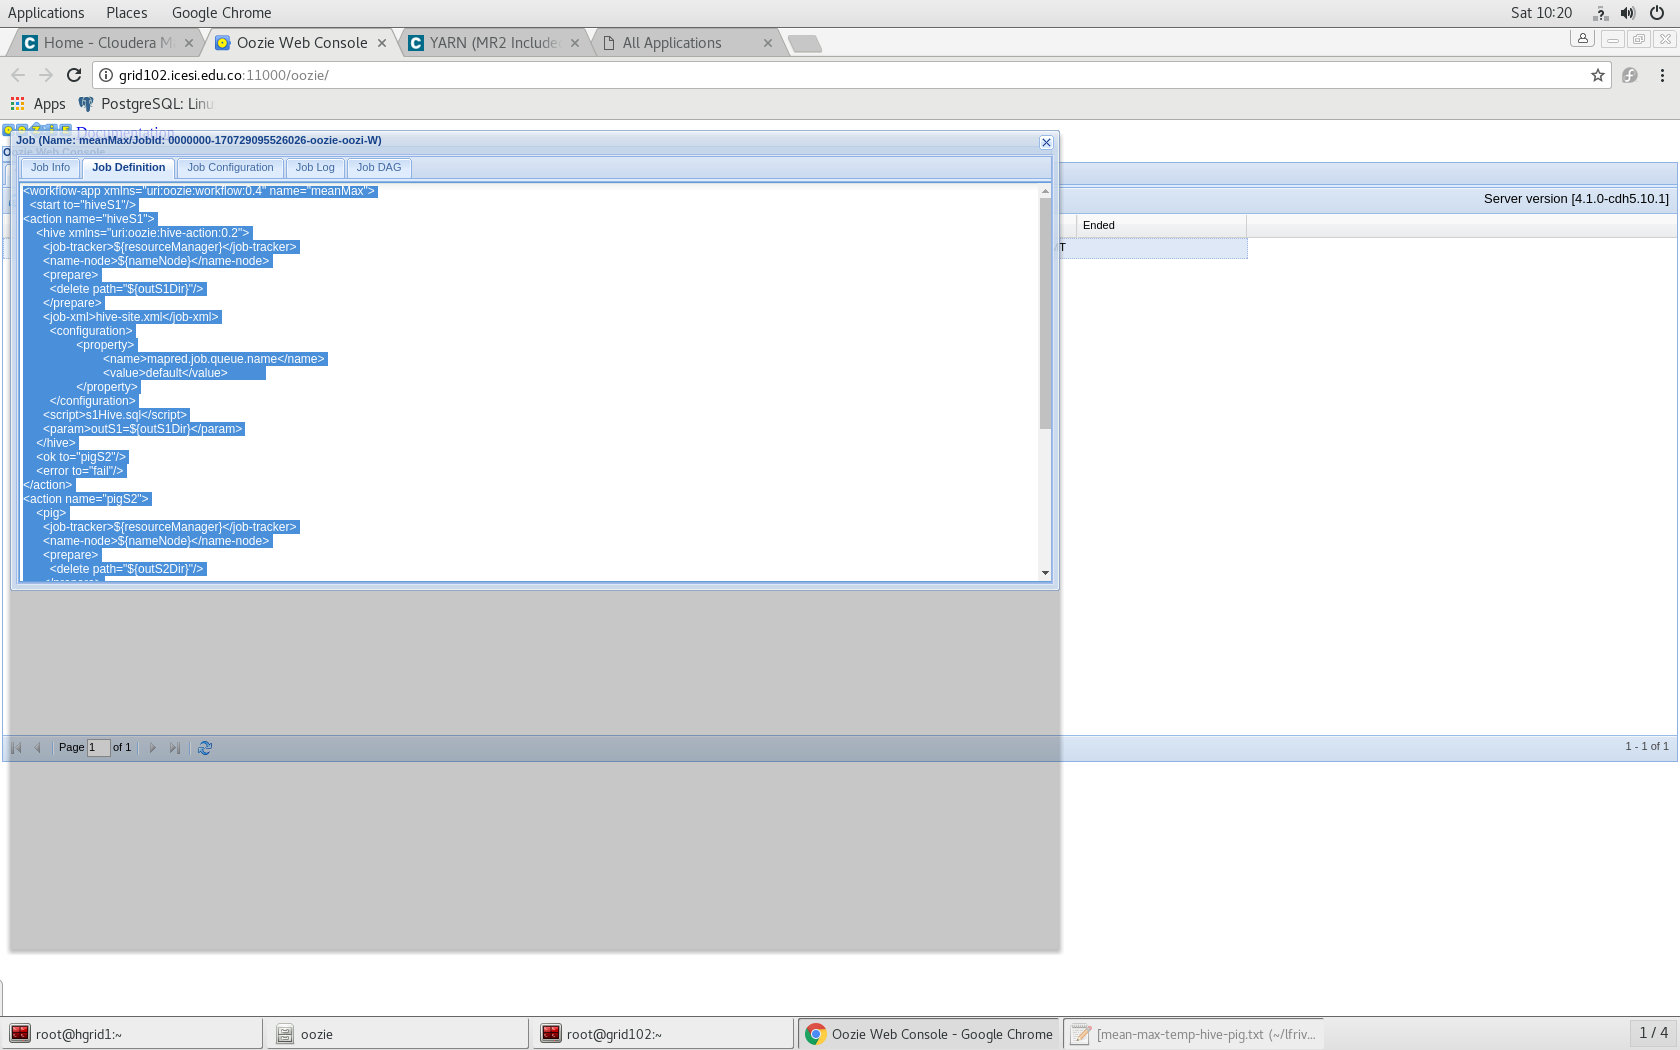 Applications Places Google Chrome Sat 10:20
Home - Cloudera M Oozie Web Console YARN (MR2 Include All Applications
grid102.icesi.edu.co:11000/oozie/
Apps PostgreSQL: Linu
Documentation
Job (Name: meanMax/JobId: 0000000-170729095526026-oozie-oozi-W)
Oozie Web Console
Job Info Job Definition Job Configuration Job Log Job DAG
Server version [4.1.0-cdh5.10.1]
Ended
T
<workflow-app xmlns="uri:oozie:workflow:0.4" name="meanMax">
<start to="hiveS1"/>
<action name="hiveS1">
<hive xmlns="uri:oozie:hive-action:0.2">
<job-tracker>${resourceManager}</job-tracker>
<name-node>${nameNode}</name-node>
<prepare>
<delete path="${outS1Dir}"/>
</prepare>
<job-xml>hive-site.xml</job-xml>
<configuration>
<property>
<name>mapred.job.queue.name</name>
<value>default</value>
</property>
</configuration>
<script>s1Hive.sql</script>
<param>outS1=${outS1Dir}</param>
</hive>
<ok to="pigS2"/>
<error to="fail"/>
</action>
<action name="pigS2">
<pig>
<job-tracker>${resourceManager}</job-tracker>
<name-node>${nameNode}</name-node>
<prepare>
<delete path="${outS2Dir}"/>
Page 1 of 1 1 - 1 of 1
root@hgrid1:~ oozie root@grid102:~ Oozie Web Console - Google Chrome [mean-max-temp-hive-pig.txt (~/lfriv... 1 / 4